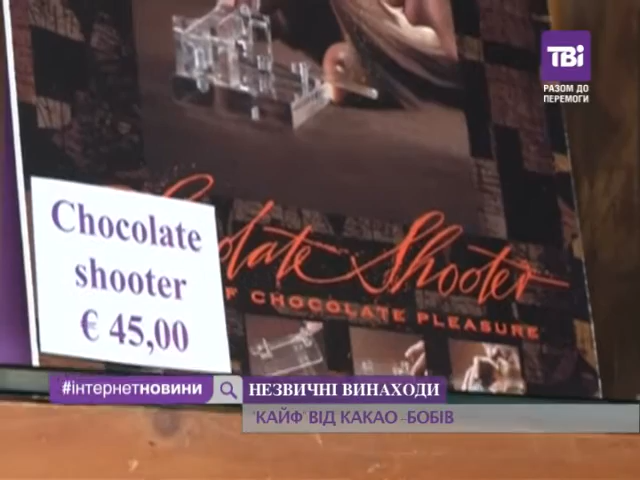 ТВі
РАЗОМ ДО
ПЕРЕМОГИ
Chocolate
shooter
€ 45,00
Shooter
CHOCOLATE PLEASURE
#інтернетновини
НЕЗВИЧНІ ВИНАХОДИ
'КАЙФ' ВІД КАКАО-БОБІВ